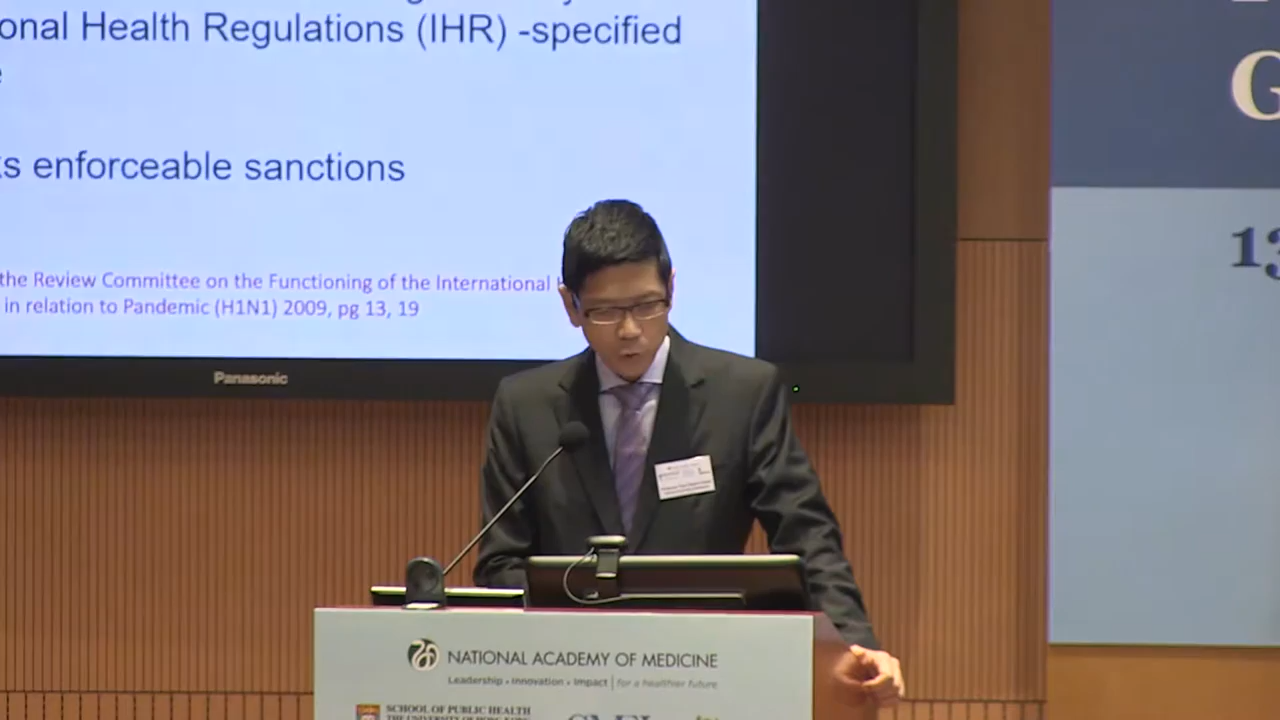 onal Health Regulations (IHR) -specified
s enforceable sanctions
the Review Committee on the Functioning of the International
in relation to Pandemic (H1N1) 2009, pg 13, 19
Panasonic
G
13
NATIONAL ACADEMY OF MEDICINE
Leadership • Innovation • Impact | for a healthier future
SCHOOL OF PUBLIC HEALTH